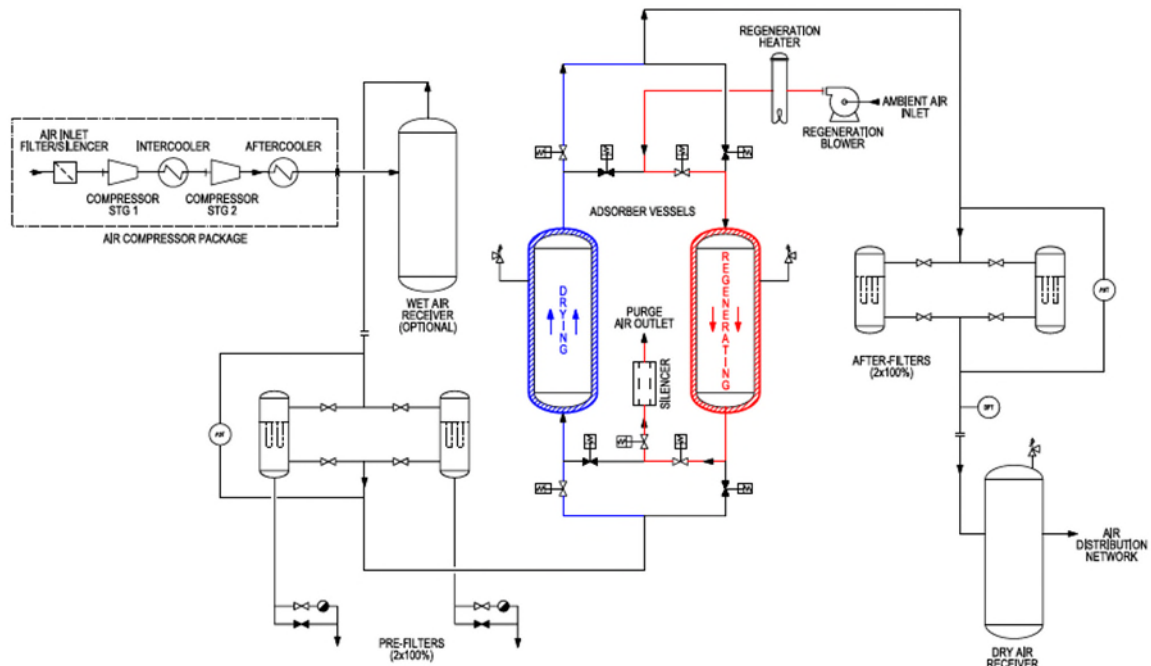 REGENERATION
HEATER
AMBIENT AIR
INLET
REGENERATION
BLOWER
AIR INLET
FILTER/SILENCER
INTERCOOLER
AFTERCOOLER
COMPRESSOR
STG 1
COMPRESSOR
STG 2
AIR COMPRESSOR PACKAGE
WET AIR
RECEIVER
(OPTIONAL)
ADSORBER VESSELS
DRYING
REGENERATING
PURGE
AIR OUTLET
SILENCER
AFTER-FILTERS
(2x100%)
AIR
DISTRIBUTION
NETWORK
PRE-FILTERS
(2x100%)
DRY AIR
RECEIVER